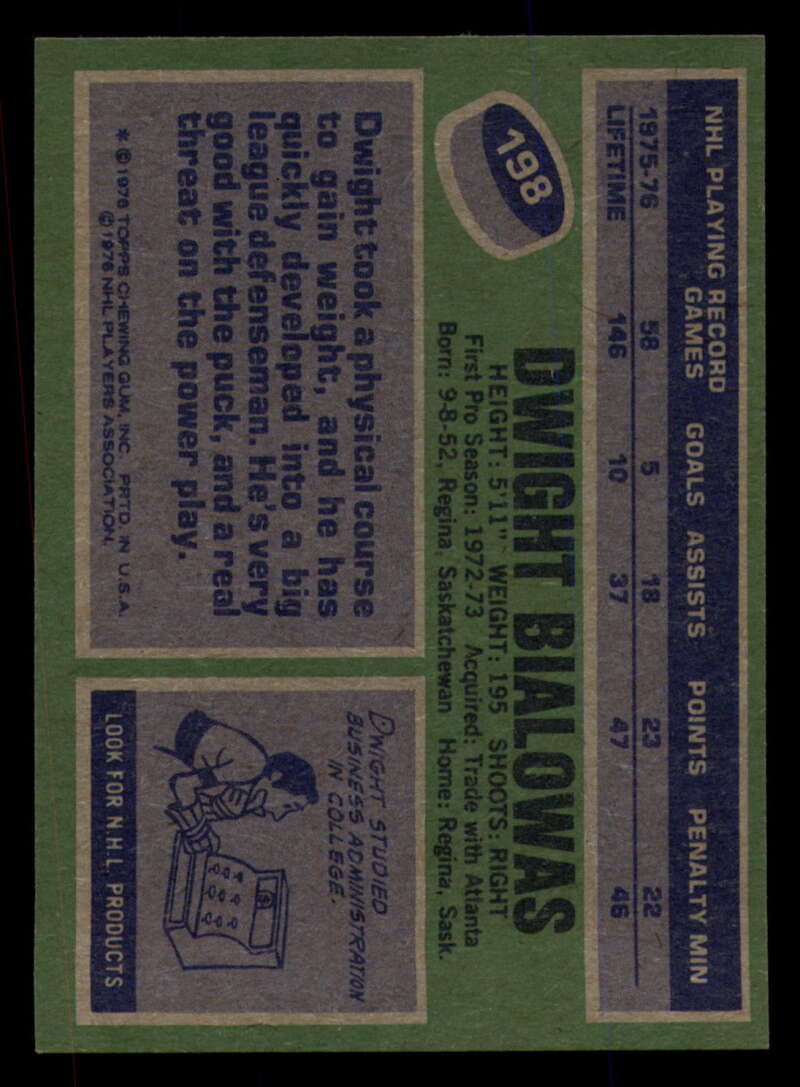 NHL PLAYING RECORD
GAMES GOALS ASSISTS POINTS PENALTY MIN
1975-76 58 5 18 23 22
LIFETIME 146 10 37 47 46
198
DWIGHT BIALOWAS
HEIGHT: 5'11" WEIGHT: 195 SHOOTS: RIGHT
First Pro Season: 1972-73 Acquired: Trade with Atlanta
Born: 9-8-52, Regina, Saskatchewan Home: Regina, Sask.
Dwight took a physical course
to gain weight, and he has
quickly developed into a big
league defenseman. He's very
good with the puck, and a real
threat on the power play.
* © 1976 TOPPS CHEWING GUM, INC. PRTD. IN U.S.A.
© 1976 NHL PLAYERS ASSOCIATION.
DWIGHT STUDIED
BUSINESS ADMINISTRATION
IN COLLEGE.
LOOK FOR N.H.L. PRODUCTS